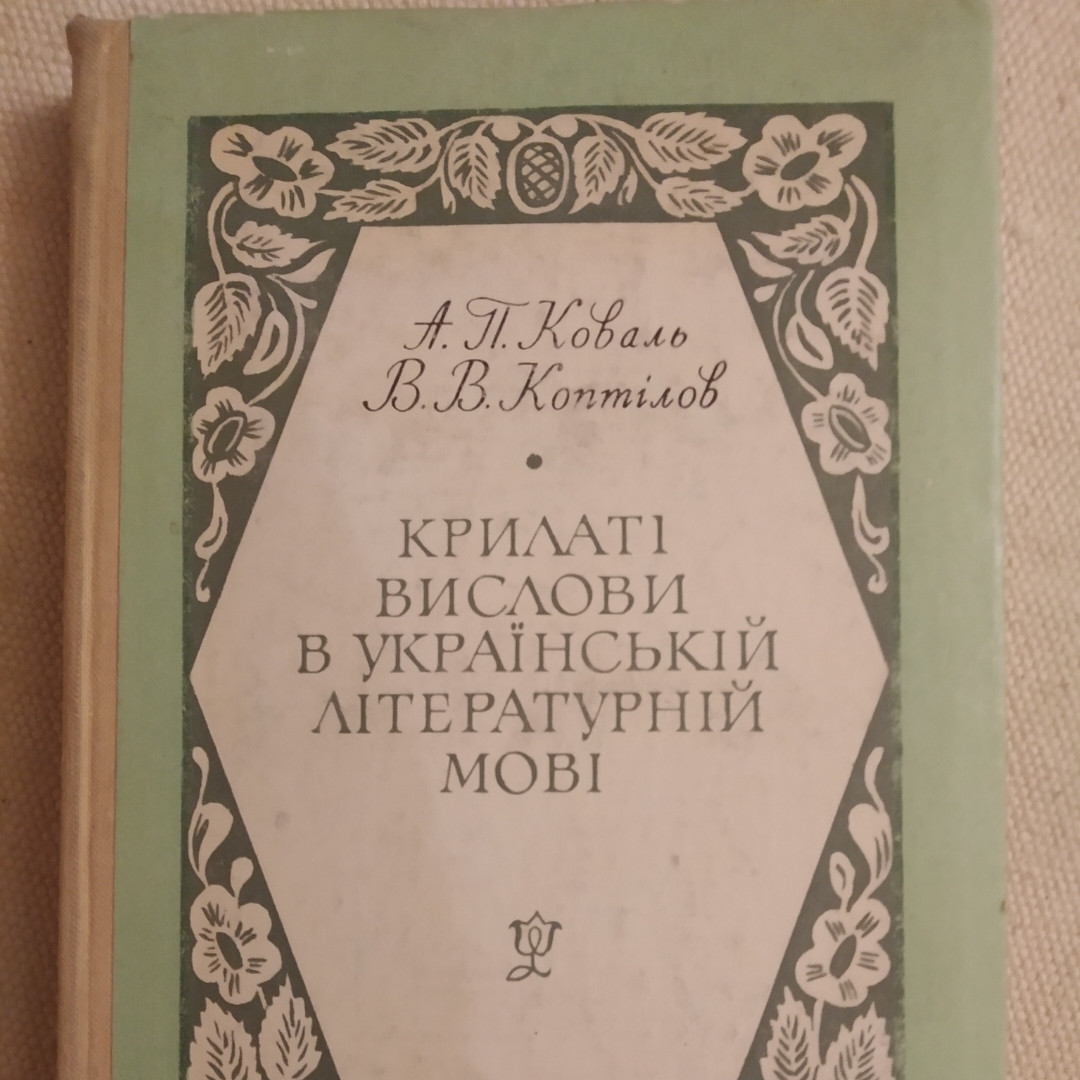 А. П. Коваль
В. В. Коптілов
КРИЛАТІ
ВИСЛОВИ
В УКРАЇНСЬКІЙ
ЛІТЕРАТУРНІЙ
МОВІ